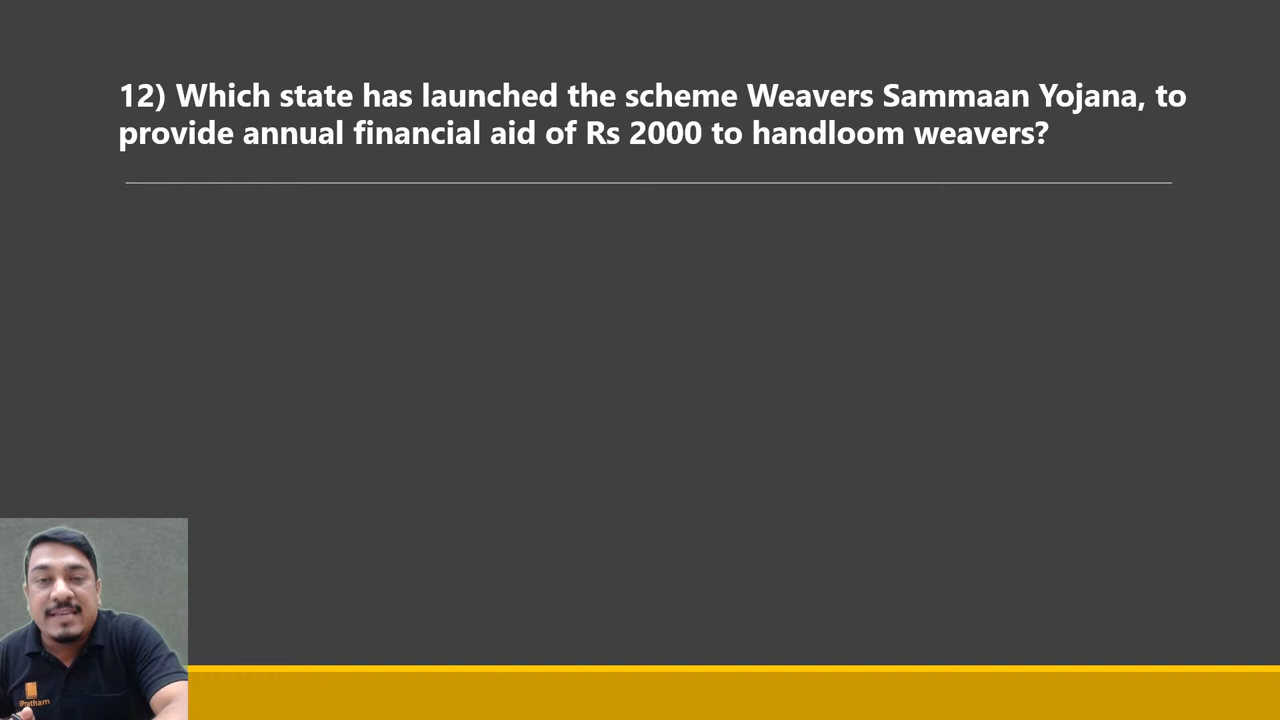 12) Which state has launched the scheme Weavers Sammaan Yojana, to
provide annual financial aid of Rs 2000 to handloom weavers?
Pratham